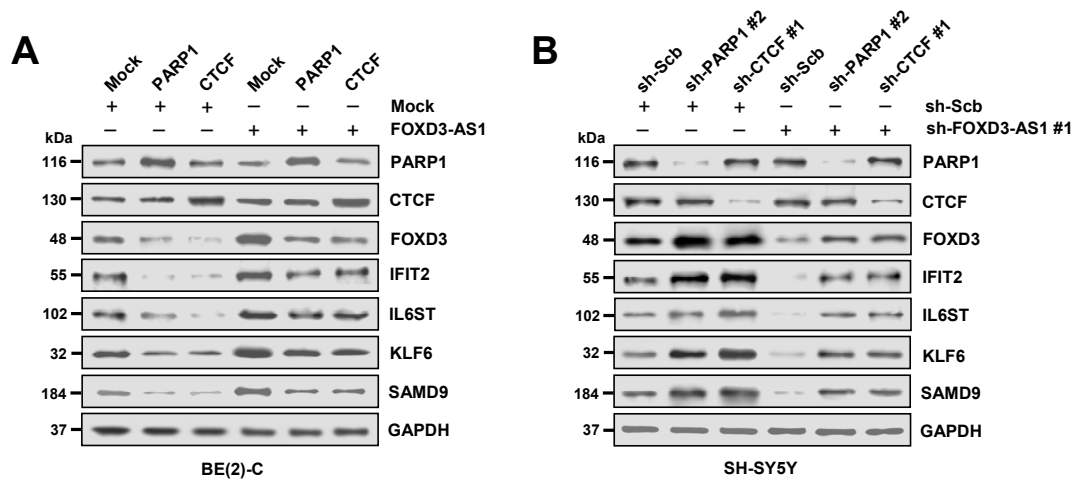 A
B
Mock PARP1 CTCF Mock PARP1 CTCF
sh-Scb sh-PARP1 #2 sh-CTCF #1 sh-Scb sh-PARP1 #2 sh-CTCF #1
+ + + − − − Mock
− − − + + + FOXD3-AS1
+ + + − − − sh-Scb
− − − + + + sh-FOXD3-AS1 #1
kDa
116 PARP1
130 CTCF
48 FOXD3
55 IFIT2
102 IL6ST
32 KLF6
184 SAMD9
37 GAPDH
BE(2)-C
kDa
116 PARP1
130 CTCF
48 FOXD3
55 IFIT2
102 IL6ST
32 KLF6
184 SAMD9
37 GAPDH
SH-SY5Y